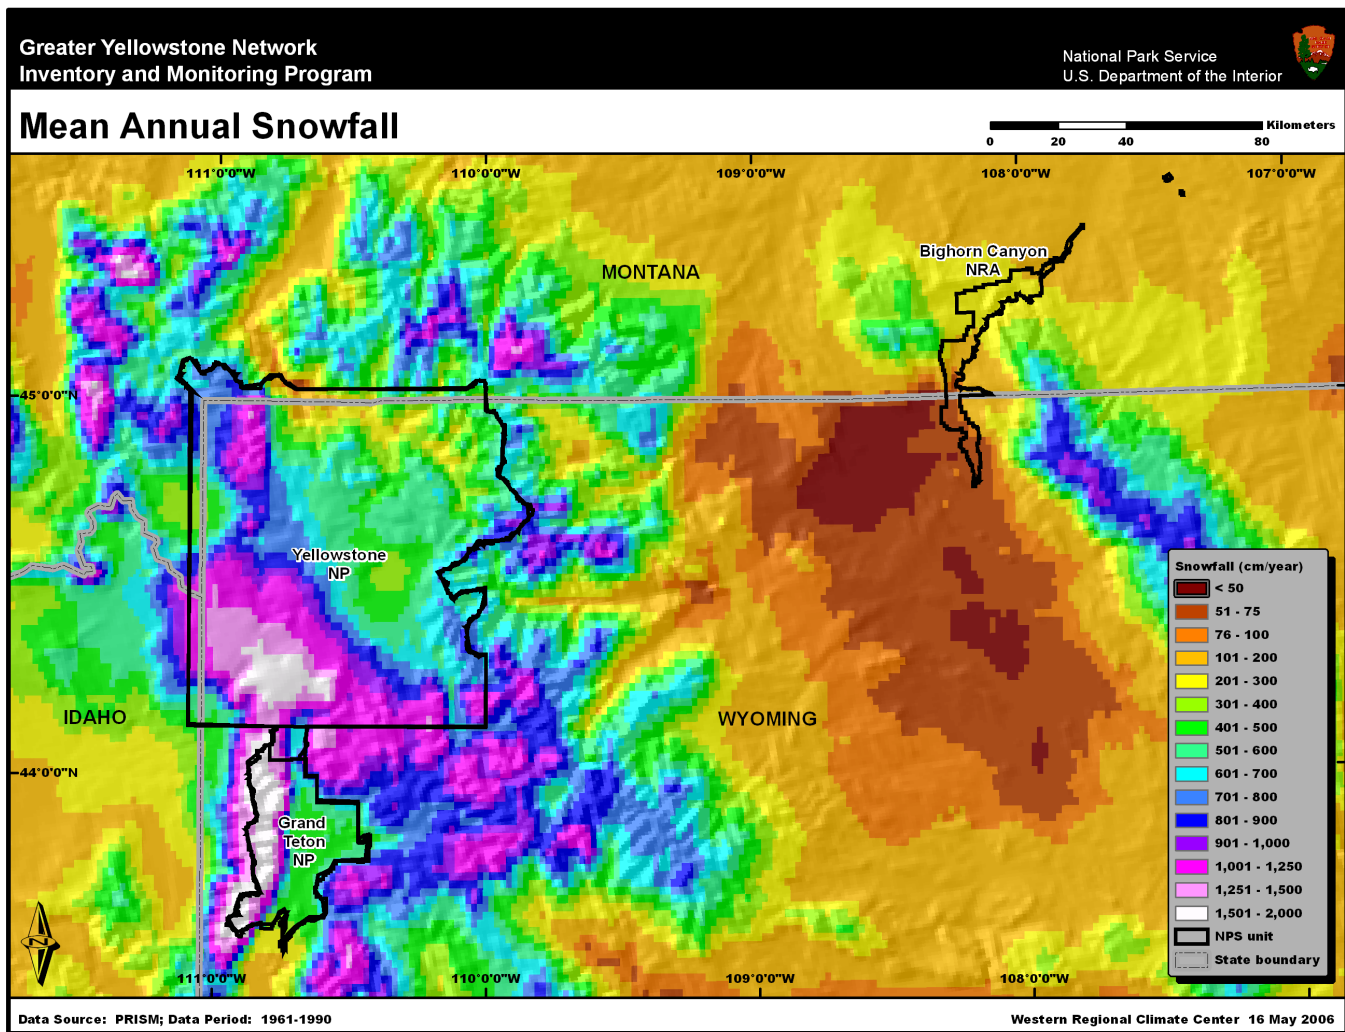 Greater Yellowstone Network
Inventory and Monitoring Program
National Park Service
U.S. Department of the Interior
Mean Annual Snowfall
Kilometers
0 20 40 80
111°0'0"W 110°0'0"W 109°0'0"W 108°0'0"W 107°0'0"W
Bighorn Canyon
NRA
MONTANA
45°0'0"N
Yellowstone
NP
IDAHO
WYOMING
44°0'0"N
Grand
Teton
NP
N
111°0'0"W 110°0'0"W 109°0'0"W 108°0'0"W
Snowfall (cm/year)
< 50
51 - 75
76 - 100
101 - 200
201 - 300
301 - 400
401 - 500
501 - 600
601 - 700
701 - 800
801 - 900
901 - 1,000
1,001 - 1,250
1,251 - 1,500
1,501 - 2,000
NPS unit
State boundary
Data Source: PRISM; Data Period: 1961-1990
Western Regional Climate Center 16 May 2006